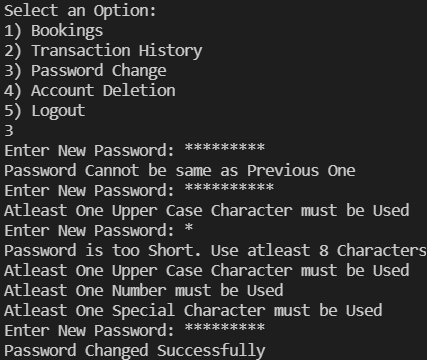 Select an Option:
1) Bookings
2) Transaction History
3) Password Change
4) Account Deletion
5) Logout
3
Enter New Password: *********
Password Cannot be same as Previous One
Enter New Password: **********
Atleast One Upper Case Character must be Used
Enter New Password: *
Password is too Short. Use atleast 8 Characters
Atleast One Upper Case Character must be Used
Atleast One Number must be Used
Atleast One Special Character must be Used
Enter New Password: *********
Password Changed Successfully